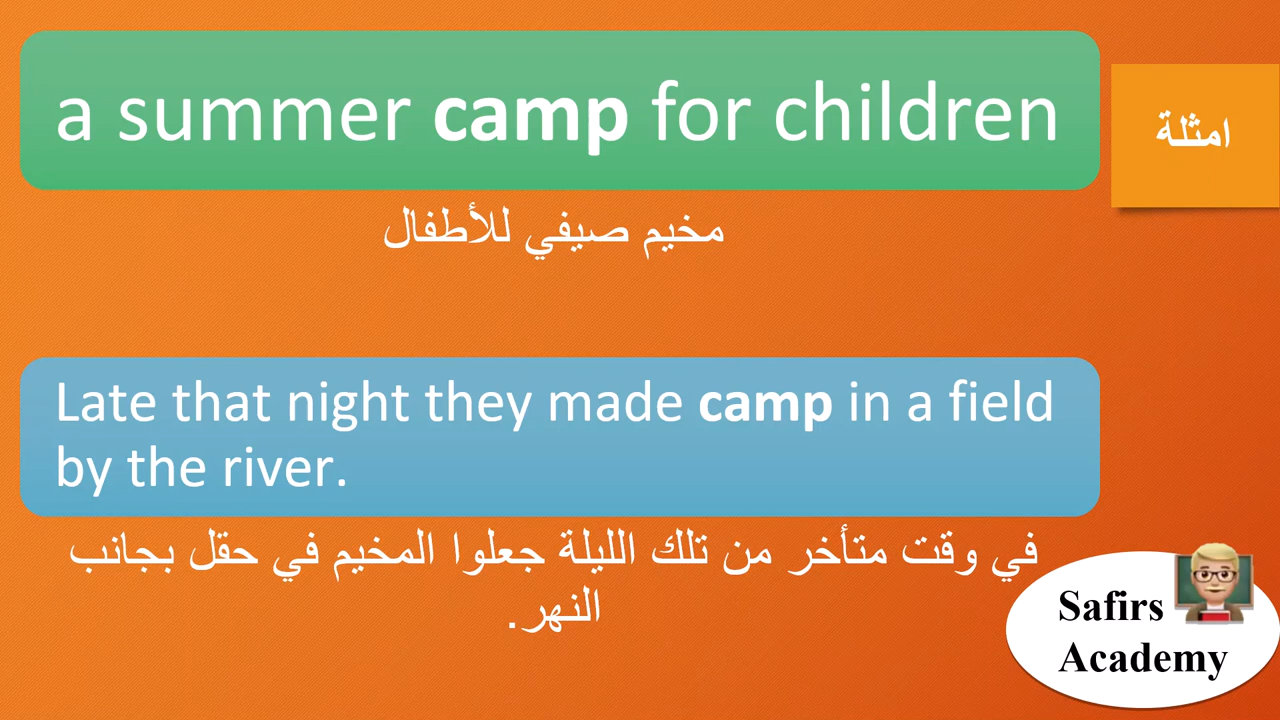 a summer camp for children
امثلة
مخيم صيفي للأطفال
Late that night they made camp in a field
by the river.
في وقت متأخر من تلك الليلة جعلوا المخيم في حقل بجانب
النهر.
Safirs
Academy